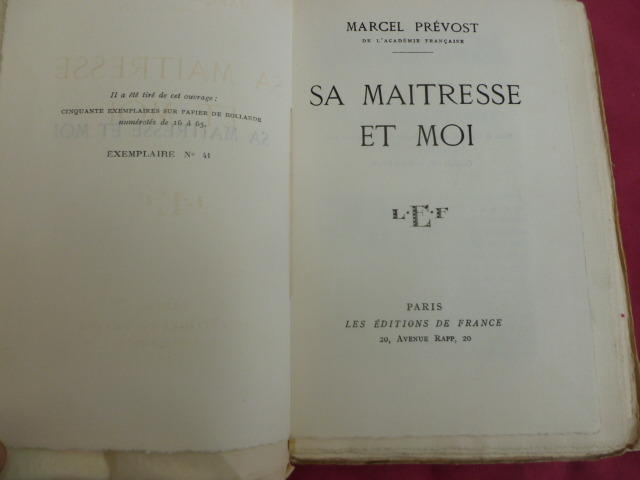 Il a été tiré de cet ouvrage :
CINQUANTE EXEMPLAIRES SUR PAPIER DE HOLLANDE
numérotés de 16 à 65.
EXEMPLAIRE N° 41
MARCEL PRÉVOST
DE L'ACADÉMIE FRANÇAISE
SA MAITRESSE
ET MOI
L·E·F
PARIS
LES ÉDITIONS DE FRANCE
20, AVENUE RAPP, 20